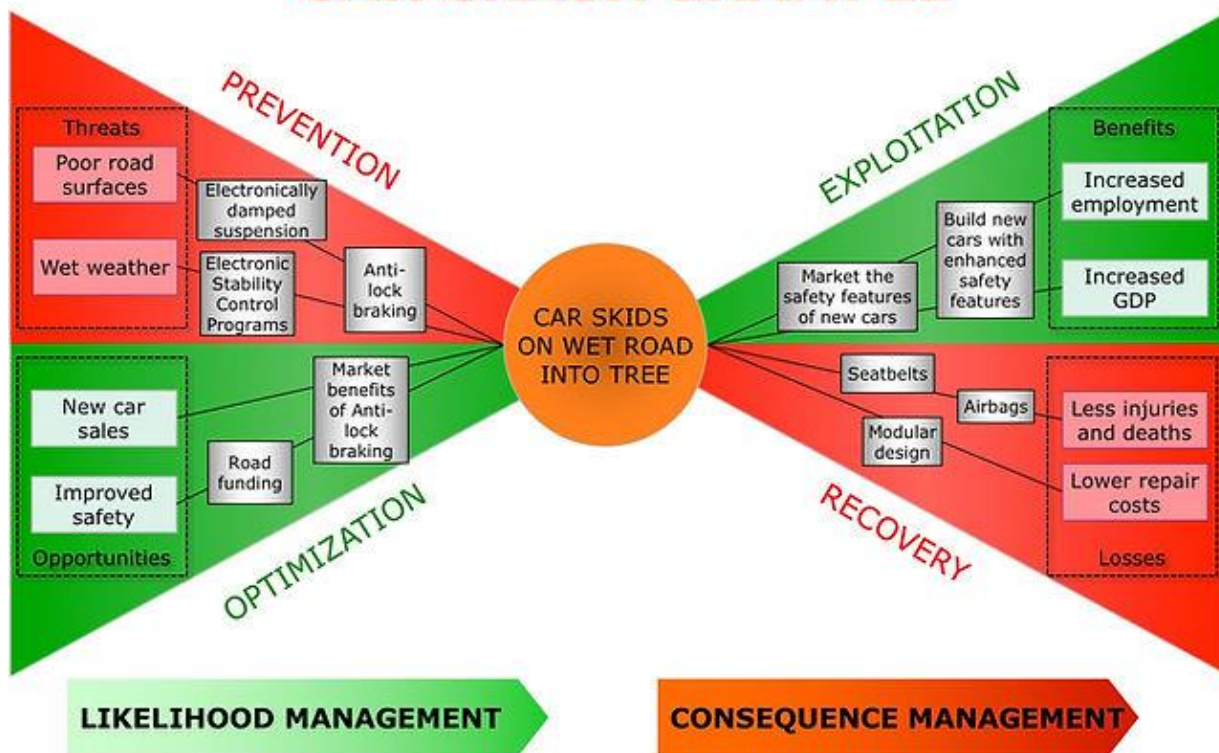 PREVENTION
Threats
Poor road
surfaces
Wet weather
Electronically
damped
suspension
Electronic
Stability
Control
Programs
Anti-
lock
braking
EXPLOITATION
Benefits
Increased
employment
Increased
GDP
Build new
cars with
enhanced
safety
features
Market the
safety features
of new cars
CAR SKIDS
ON WET ROAD
INTO TREE
New car
sales
Improved
safety
Opportunities
Market
benefits
of Anti-
lock
braking
Road
funding
OPTIMIZATION
Seatbelts
Airbags
Modular
design
Less injuries
and deaths
Lower repair
costs
Losses
RECOVERY
LIKELIHOOD MANAGEMENT
CONSEQUENCE MANAGEMENT